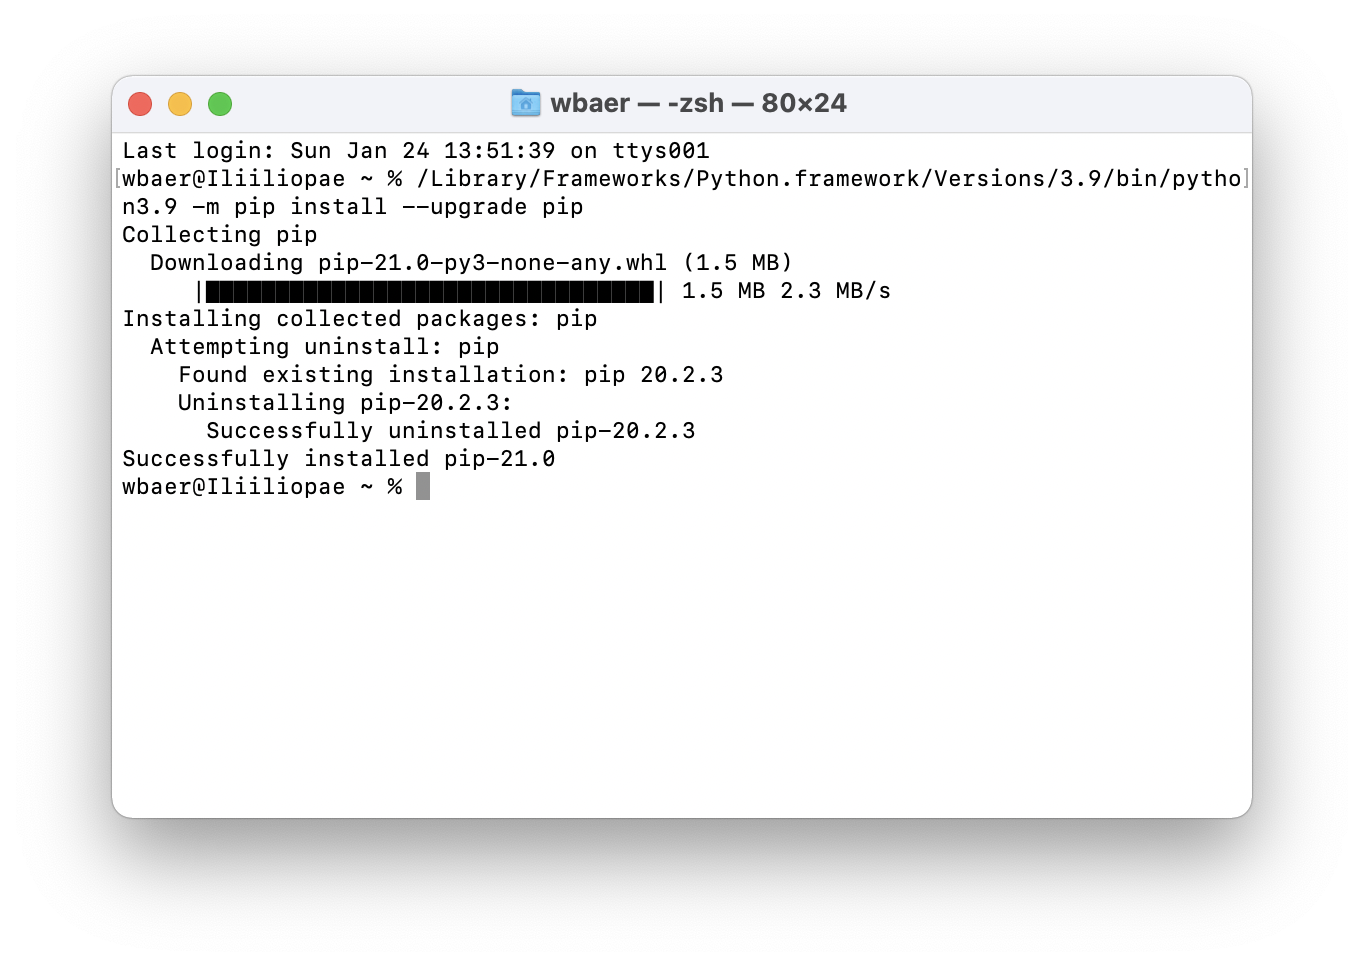 wbaer — -zsh — 80×24
Last login: Sun Jan 24 13:51:39 on ttys001
[wbaer@Iliiliopae ~ % /Library/Frameworks/Python.framework/Versions/3.9/bin/pytho]
n3.9 -m pip install --upgrade pip
Collecting pip
  Downloading pip-21.0-py3-none-any.whl (1.5 MB)
     |████████████████████████████████| 1.5 MB 2.3 MB/s
Installing collected packages: pip
  Attempting uninstall: pip
    Found existing installation: pip 20.2.3
    Uninstalling pip-20.2.3:
      Successfully uninstalled pip-20.2.3
Successfully installed pip-21.0
wbaer@Iliiliopae ~ %